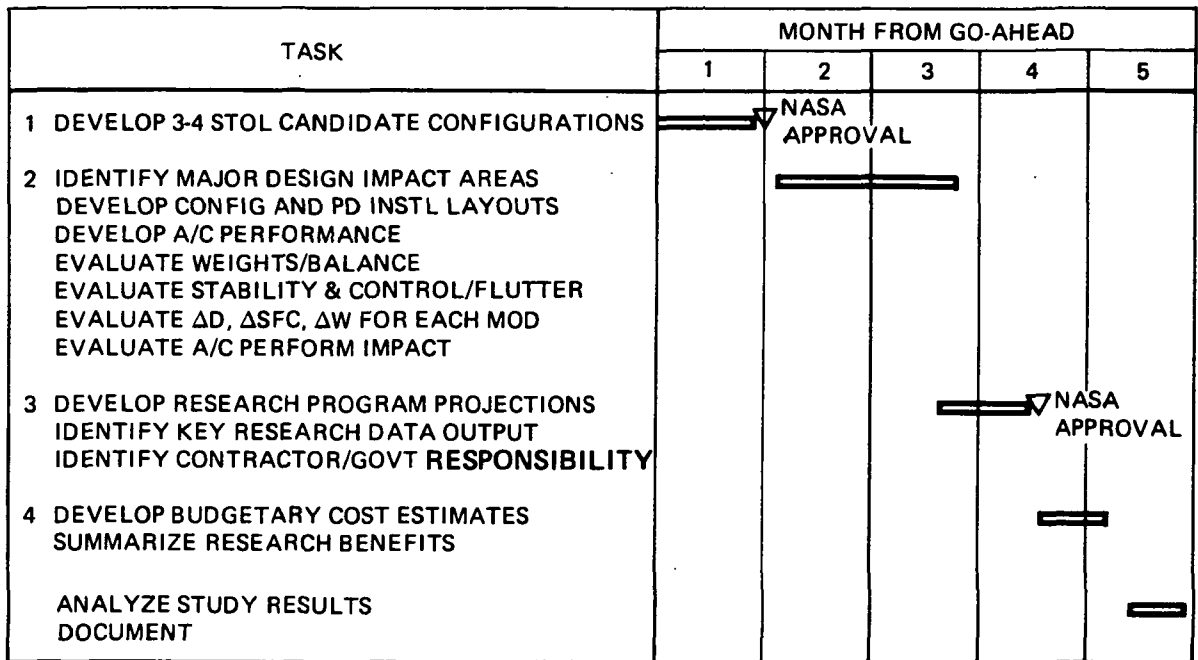 TASK
MONTH FROM GO-AHEAD
1 2 3 4 5
1 DEVELOP 3-4 STOL CANDIDATE CONFIGURATIONS
NASA
APPROVAL
2 IDENTIFY MAJOR DESIGN IMPACT AREAS
DEVELOP CONFIG AND PD INSTL LAYOUTS
DEVELOP A/C PERFORMANCE
EVALUATE WEIGHTS/BALANCE
EVALUATE STABILITY & CONTROL/FLUTTER
EVALUATE ΔD, ΔSFC, ΔW FOR EACH MOD
EVALUATE A/C PERFORM IMPACT
3 DEVELOP RESEARCH PROGRAM PROJECTIONS
IDENTIFY KEY RESEARCH DATA OUTPUT
IDENTIFY CONTRACTOR/GOVT RESPONSIBILITY
NASA
APPROVAL
4 DEVELOP BUDGETARY COST ESTIMATES
SUMMARIZE RESEARCH BENEFITS
ANALYZE STUDY RESULTS
DOCUMENT